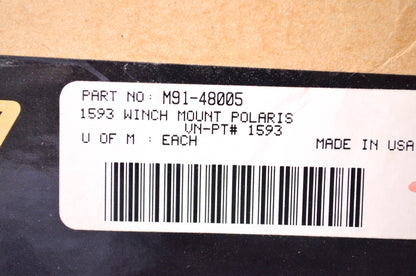 PART NO: M91-48005
1593 WINCH MOUNT POLARIS
VN-PT# 1593
U OF M: EACH MADE IN USA